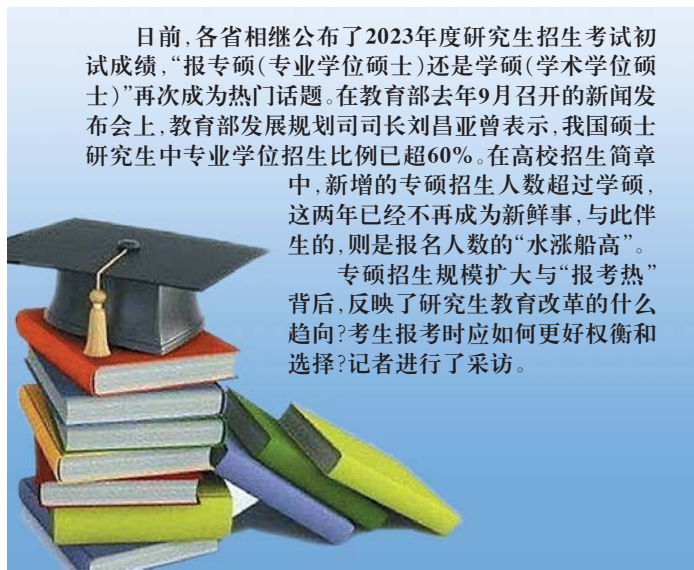 日前,各省相继公布了2023年度研究生招生考试初
试成绩,“报专硕(专业学位硕士)还是学硕(学术学位硕
士)”再次成为热门话题。在教育部去年9月召开的新闻发
布会上,教育部发展规划司司长刘昌亚曾表示,我国硕士
研究生中专业学位招生比例已超60%。在高校招生简章
中,新增的专硕招生人数超过学硕,
这两年已经不再成为新鲜事,与此伴
生的,则是报名人数的“水涨船高”。
专硕招生规模扩大与“报考热”
背后,反映了研究生教育改革的什么
趋向?考生报考时应如何更好权衡和
选择?记者进行了采访。